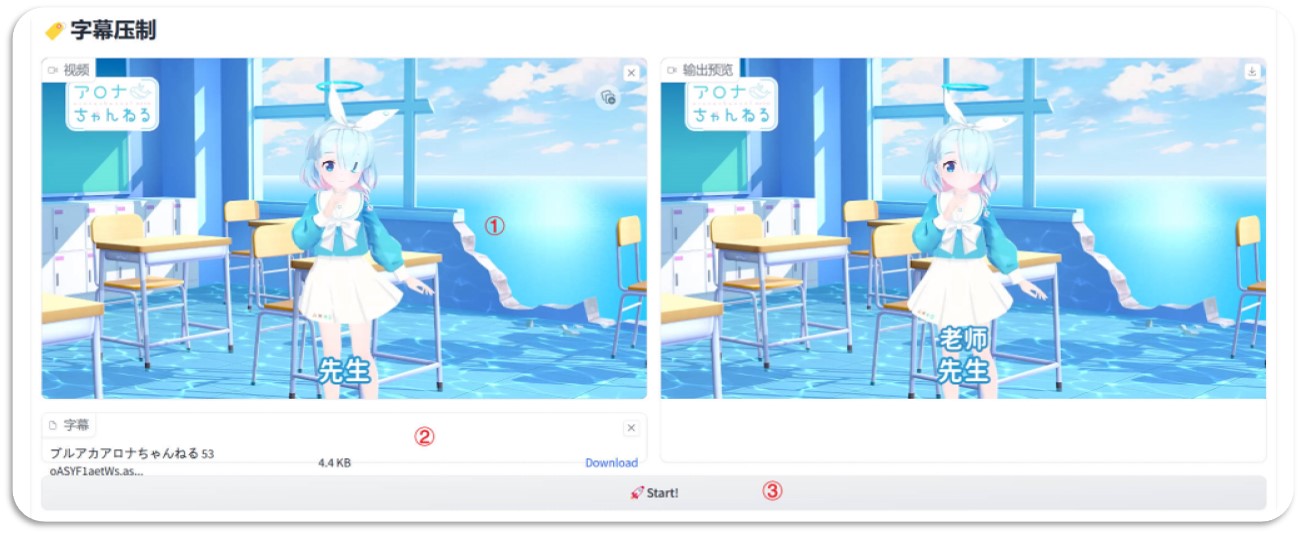 字幕压制
视频
アロナ
ちゃんねる
①
先生
输出预览
アロナ
ちゃんねる
老师
先生
字幕
②
ブルアカアロナちゃんねる 53
oASYF1aetWs.as...
4.4 KB
Download
Start!
③